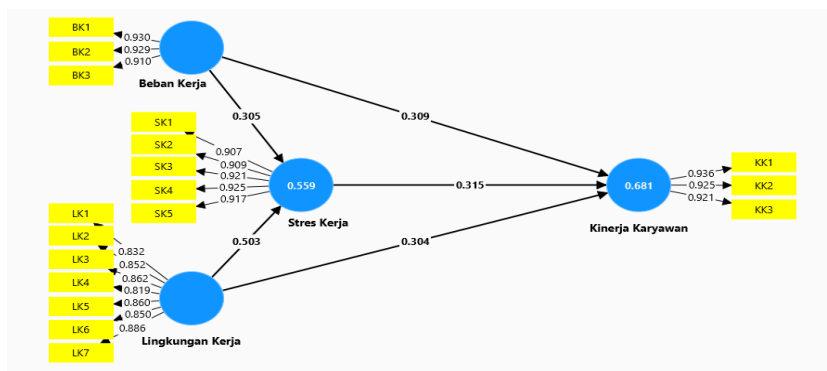 BK1
0.930
BK2
0.929
BK3
0.910
Beban Kerja
0.305
0.309
SK1
0.907
SK2
0.909
SK3
0.921
SK4
0.925
SK5
0.917
0.559
Stres Kerja
0.315
0.681
Kinerja Karyawan
KK1
0.936
KK2
0.925
KK3
0.921
LK1
0.832
LK2
0.852
LK3
0.862
LK4
0.819
LK5
0.860
LK6
0.850
LK7
0.886
0.503
0.304
Lingkungan Kerja